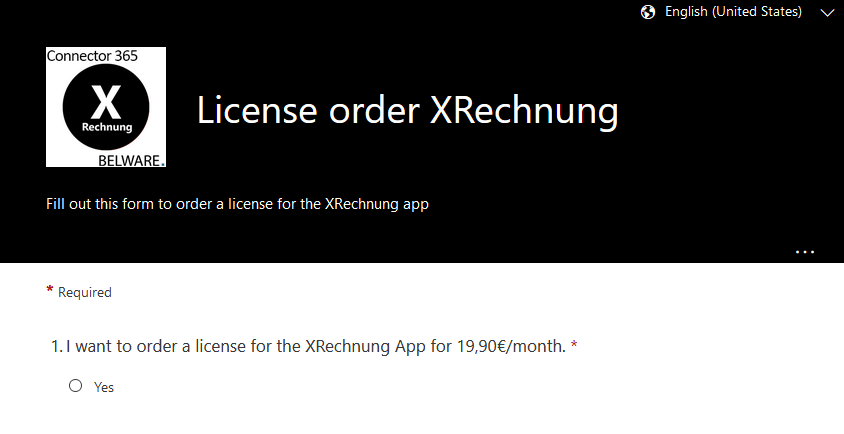 English (United States)
Connector 365
X
Rechnung
BELWARE.
License order XRechnung
Fill out this form to order a license for the XRechnung app
...
* Required
1. I want to order a license for the XRechnung App for 19,90€/month. *
Yes